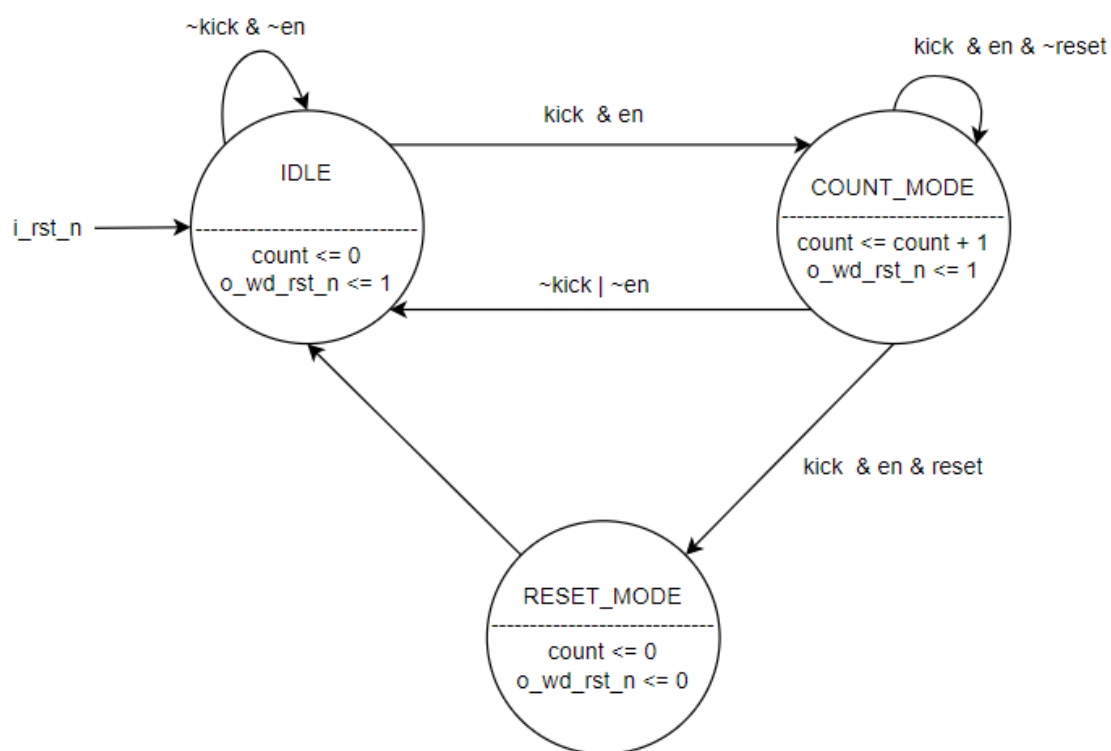 ~kick & ~en
kick & en & ~reset
kick & en
IDLE
COUNT_MODE
i_rst_n
count <= 0
o_wd_rst_n <= 1
count <= count + 1
o_wd_rst_n <= 1
~kick | ~en
kick & en & reset
RESET_MODE
count <= 0
o_wd_rst_n <= 0